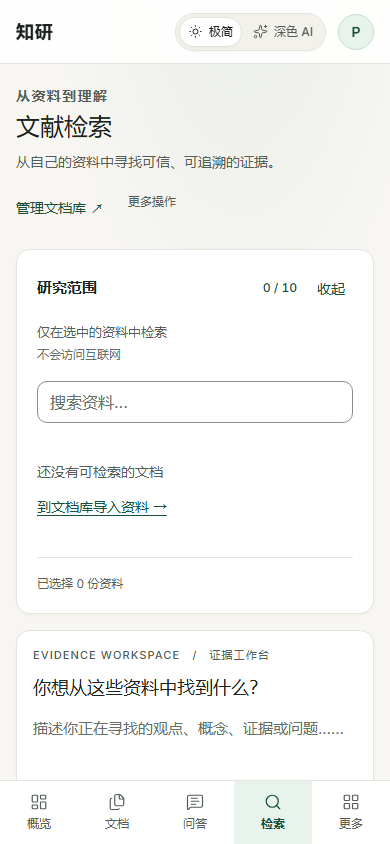 知研
极简
深色 AI
P
从资料到理解
文献检索
从自己的资料中寻找可信、可追溯的证据。
管理文档库 ↗
更多操作
研究范围
0 / 10
收起
仅在选中的资料中检索
不会访问互联网
搜索资料...
还没有可检索的文档
到文档库导入资料 →
已选择 0 份资料
EVIDENCE WORKSPACE / 证据工作台
你想从这些资料中找到什么？
描述你正在寻找的观点、概念、证据或问题……
概览
文档
问答
检索
更多